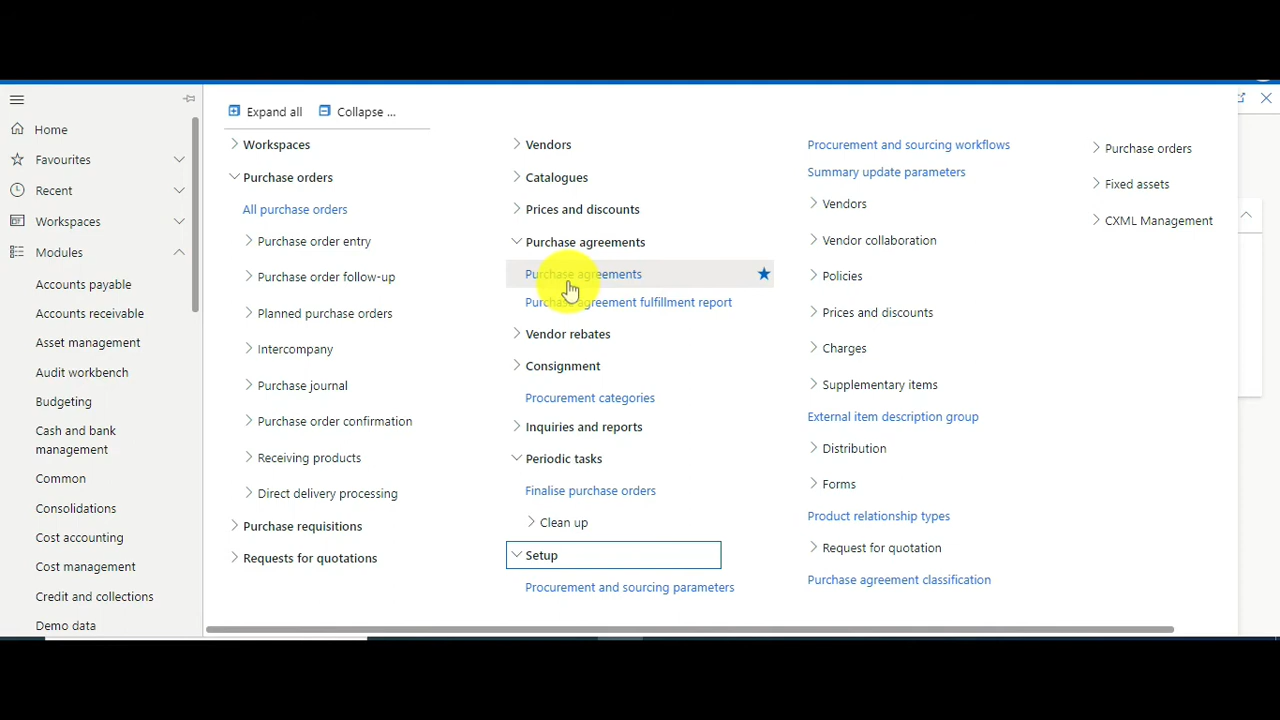 Home
Favourites
Recent
Workspaces
Modules
Accounts payable
Accounts receivable
Asset management
Audit workbench
Budgeting
Cash and bank
management
Common
Consolidations
Cost accounting
Cost management
Credit and collections
Demo data
Expand all
Collapse ...
Workspaces
Purchase orders
All purchase orders
Purchase order entry
Purchase order follow-up
Planned purchase orders
Intercompany
Purchase journal
Purchase order confirmation
Receiving products
Direct delivery processing
Purchase requisitions
Requests for quotations
Vendors
Catalogues
Prices and discounts
Purchase agreements
Purchase agreements
Purchase agreement fulfillment report
Vendor rebates
Consignment
Procurement categories
Inquiries and reports
Periodic tasks
Finalise purchase orders
Clean up
Setup
Procurement and sourcing parameters
Procurement and sourcing workflows
Summary update parameters
Vendors
Vendor collaboration
Policies
Prices and discounts
Charges
Supplementary items
External item description group
Distribution
Forms
Product relationship types
Request for quotation
Purchase agreement classification
Purchase orders
Fixed assets
CXML Management